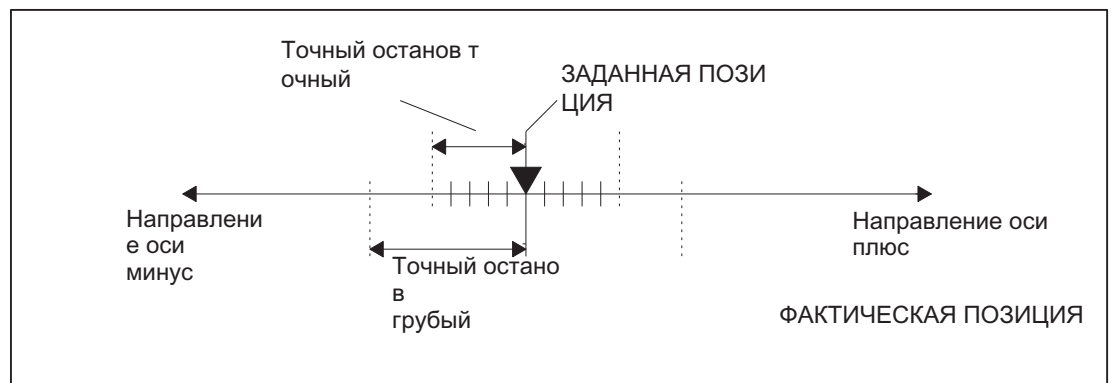 Точный останов т
очный
ЗАДАННАЯ ПОЗИ
ЦИЯ
Направлени
е оси
минус
Направление оси
плюс
Точный остано
в
грубый
ФАКТИЧЕСКАЯ ПОЗИЦИЯ